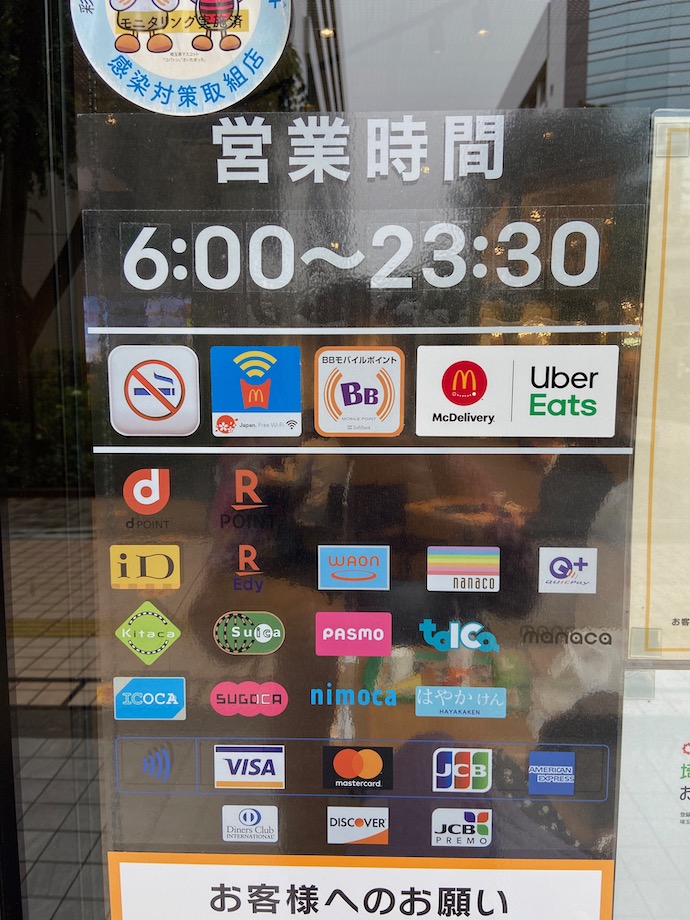 モニタリング実施済
感染対策取組店
営業時間
6:00～23:30
Japan. Free Wi-Fi
BBモバイルポイント
BB
MOBILE POINT
SoftBank
McDelivery
Uber
Eats
d
d POINT
R
POINT
iD
R
Edy
WAON
nanaco
Q+
QUICPay
Kitaca
Suica
PASMO
toica
manaca
ICOCA
SUGOCA
nimoca
はやかけん
HAYAKAKEN
VISA
mastercard
JCB
AMERICAN
EXPRESS
Diners Club
INTERNATIONAL
DISCOVER
JCB
PREMO
お客様へのお願い